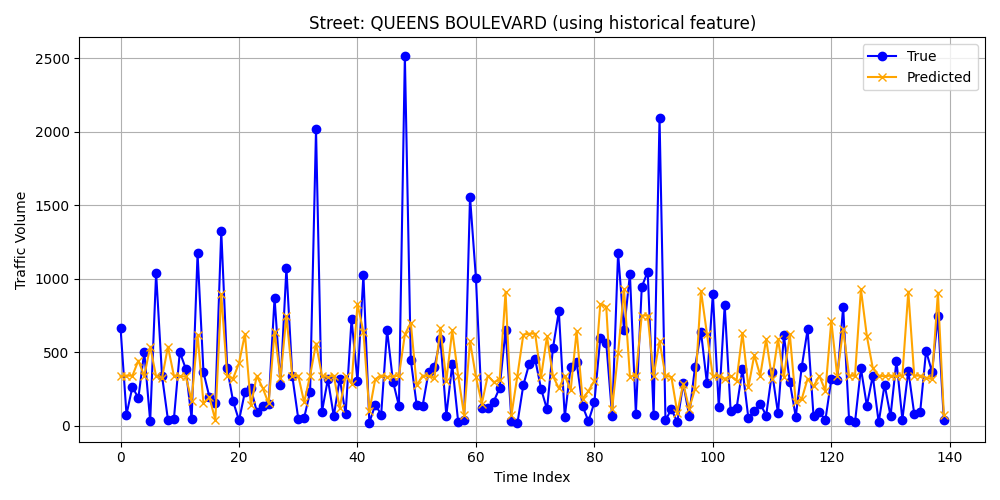 Street: QUEENS BOULEVARD (using historical feature)
True
Predicted
Traffic Volume
2500
2000
1500
1000
500
0
0 20 40 60 80 100 120 140
Time Index